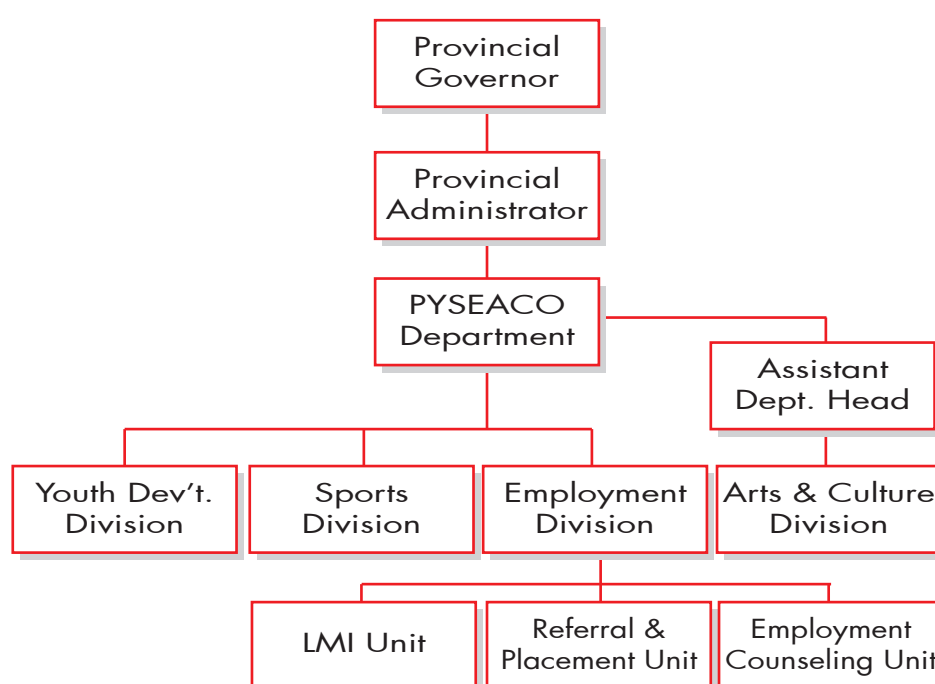 Provincial
Governor
Provincial
Administrator
PYSEACO
Department
Assistant
Dept. Head
Youth Dev't.
Division
Sports
Division
Employment
Division
Arts & Culture
Division
LMI Unit
Referral &
Placement Unit
Employment
Counseling Unit